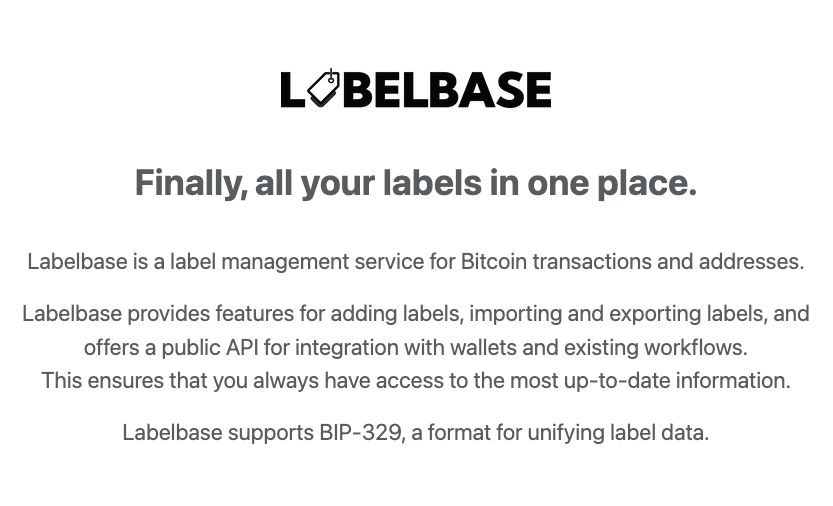 LABELBASE
Finally, all your labels in one place.
Labelbase is a label management service for Bitcoin transactions and addresses.
Labelbase provides features for adding labels, importing and exporting labels, and
offers a public API for integration with wallets and existing workflows.
This ensures that you always have access to the most up-to-date information.
Labelbase supports BIP-329, a format for unifying label data.